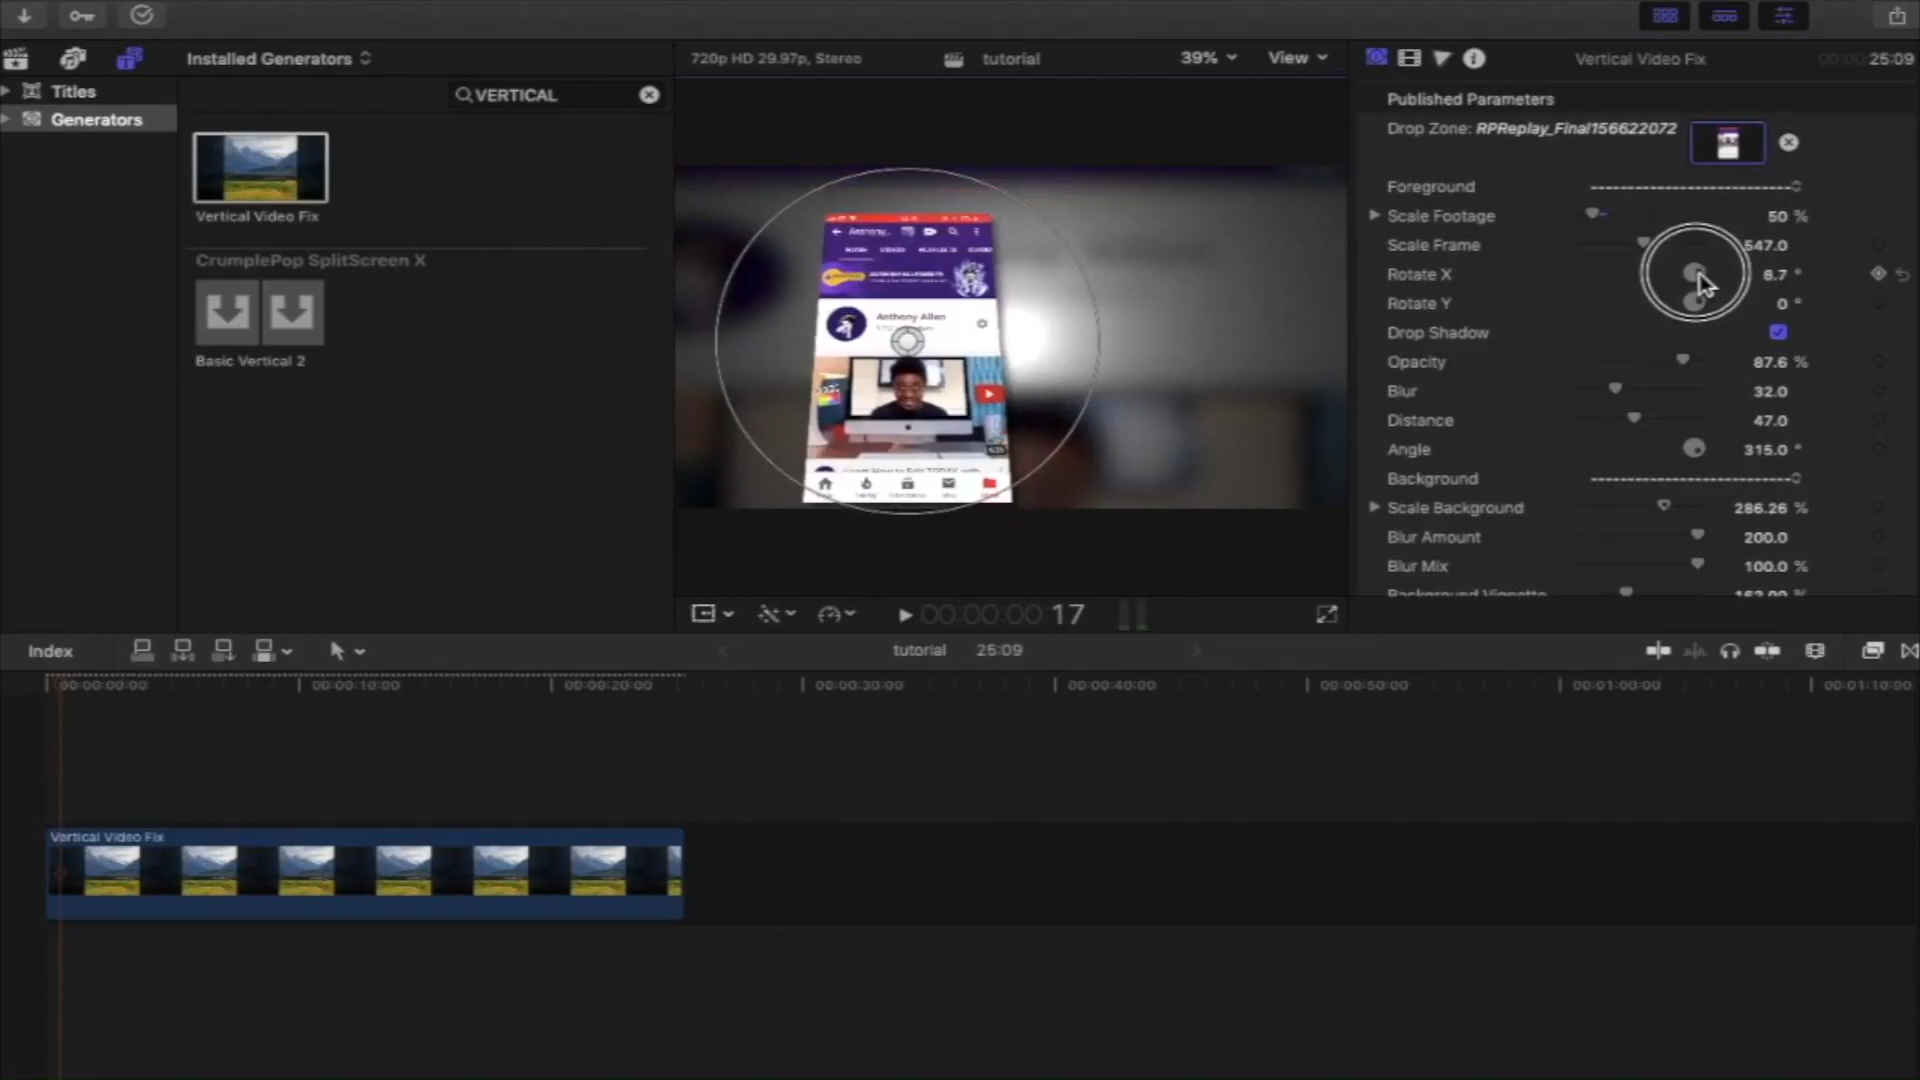 Installed Generators
720p HD 29.97p, Stereo
tutorial
39%
View
Vertical Video Fix
00:00:25:09
Titles
Generators
VERTICAL
Vertical Video Fix
CrumplePop SplitScreen X
Basic Vertical 2
Anthony...
Anthony Allen
Published Parameters
Drop Zone: RPReplay_Final156622072
Foreground
Scale Footage 50 %
Scale Frame 547.0
Rotate X 8.7 °
Rotate Y 0 °
Drop Shadow
Opacity 87.6 %
Blur 32.0
Distance 47.0
Angle 315.0 °
Background
Scale Background 286.26 %
Blur Amount 200.0
Blur Mix 100.0 %
Background Vignette 162.00 %
00:00:00:17
Index
tutorial 25:09
00:00:00:00 00:00:10:00 00:00:20:00 00:00:30:00 00:00:40:00 00:00:50:00 00:01:00:00 00:01:10:00
Vertical Video Fix